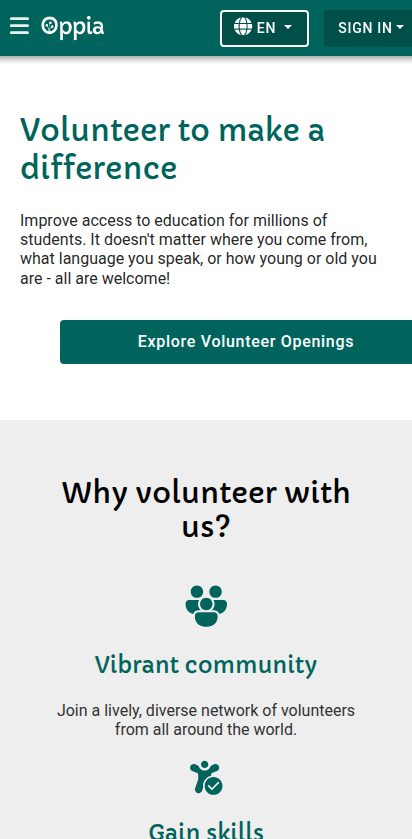 Oppia
EN
SIGN IN
Volunteer to make a
difference
Improve access to education for millions of
students. It doesn't matter where you come from,
what language you speak, or how young or old you
are - all are welcome!
Explore Volunteer Openings
Why volunteer with
us?
Vibrant community
Join a lively, diverse network of volunteers
from all around the world.
Gain skills